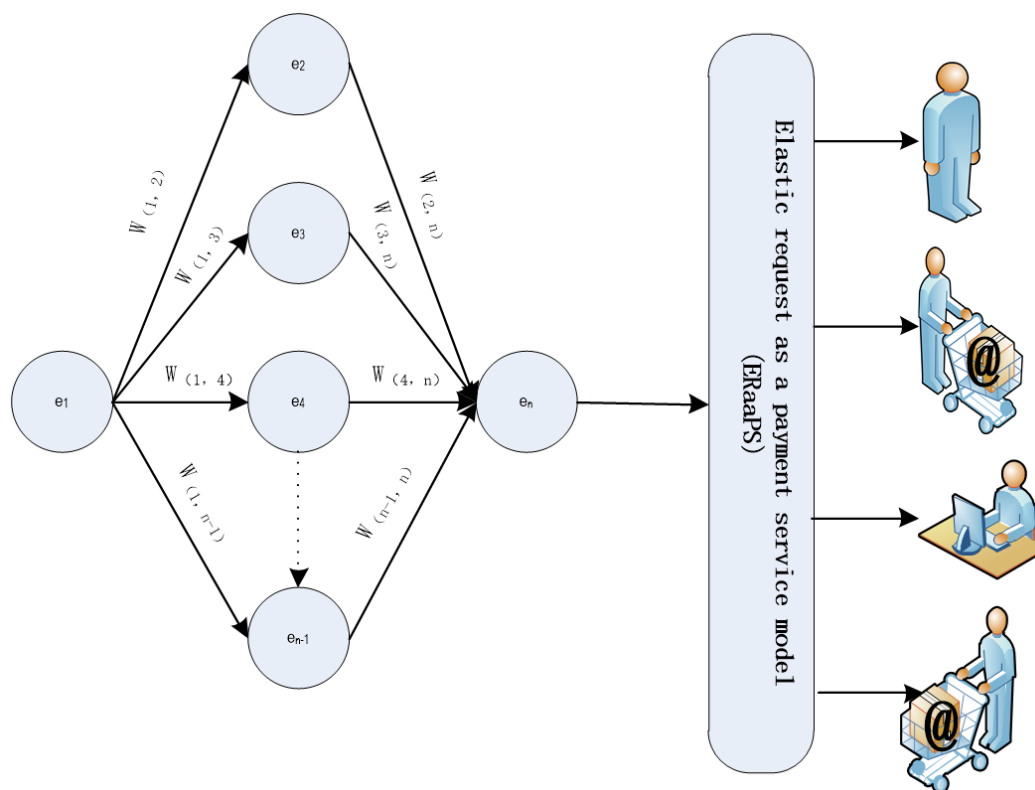 e2
W (1, 2)
W (2, n)
e3
W (1, 3)
W (3, n)
e1
W (1, 4)
e4
W (4, n)
en
W (1, n-1)
W (n-1, n)
en-1
Elastic request as a payment service model
(ERaaPS)
@
@